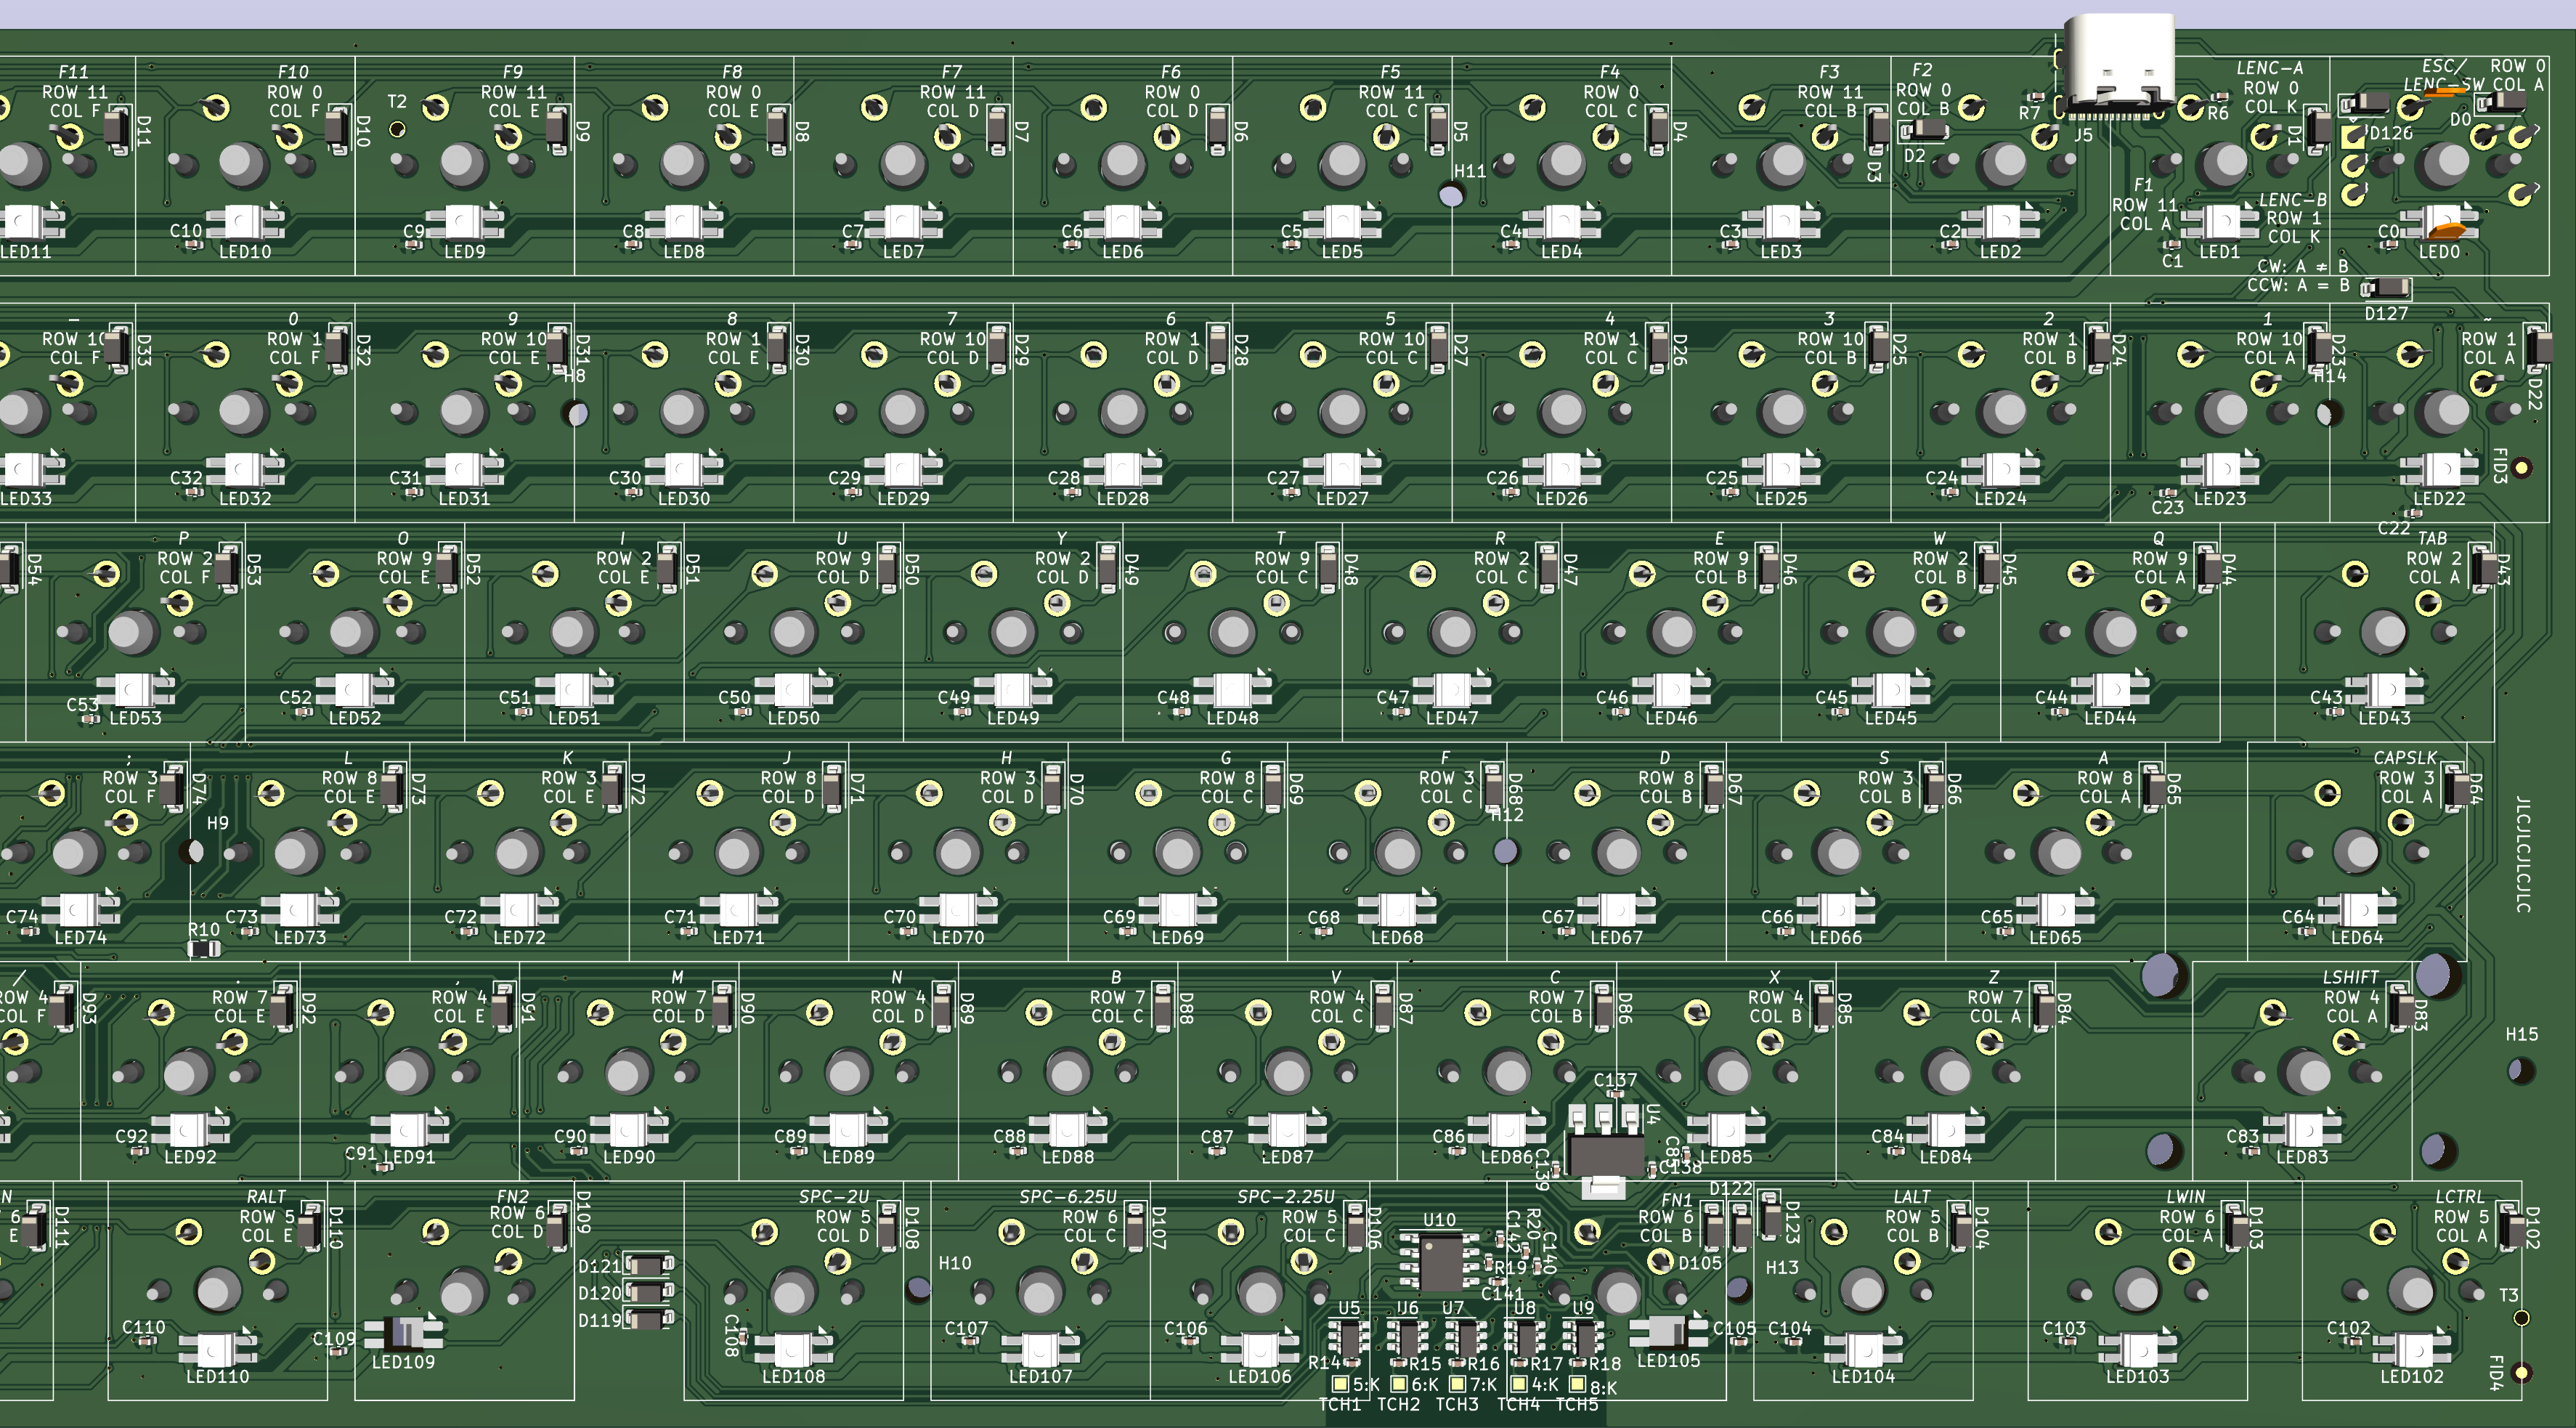 F11 F10 F9 F8 F7 F6 F5 F4 F3 F2 LENC-A ESC/ ROW 0
ROW 11 ROW 0 T2 ROW 11 ROW 0 ROW 11 ROW 0 ROW 11 ROW 0 ROW 11 ROW 0 ROW 0 LENC-SW COL A
COL F COL F COL E COL E COL D COL D COL C COL C COL B COL B R7 COL K R6 D0
D11 D10 D9 D8 D7 D6 D5 D4 D3 D2 J5 D1 D126
H11
F1 LENC-B
ROW 11 ROW 1
COL A COL K
C10 C9 C8 C7 C6 C5 C4 C3 C2 C1 C0
LED11 LED10 LED9 LED8 LED7 LED6 LED5 LED4 LED3 LED2 LED1 LED0
CW: A ≠ B
CCW: A = B
D127
- 0 9 8 7 6 5 4 3 2 1 ~
ROW 10 ROW 1 ROW 10 ROW 1 ROW 10 ROW 1 ROW 10 ROW 1 ROW 10 ROW 1 ROW 10 ROW 1
COL F COL F COL E COL E COL D COL D COL C COL C COL B COL B COL A COL A
D33 D32 D31 D30 D29 D28 D27 D26 D25 D24 D23 D22
H8 H14
FID3
C32 C31 C30 C29 C28 C27 C26 C25 C24 C23 C22
LED33 LED32 LED31 LED30 LED29 LED28 LED27 LED26 LED25 LED24 LED23 LED22
P O I U Y T R E W Q TAB
ROW 2 ROW 9 ROW 2 ROW 9 ROW 2 ROW 9 ROW 2 ROW 9 ROW 2 ROW 9 ROW 2
COL F COL E COL E COL D COL D COL C COL C COL B COL B COL A COL A
D54 D53 D52 D51 D50 D49 D48 D47 D46 D45 D44 D43
C53 C52 C51 C50 C49 C48 C47 C46 C45 C44 C43
LED53 LED52 LED51 LED50 LED49 LED48 LED47 LED46 LED45 LED44 LED43
; L K J H G F D S A CAPSLK
ROW 3 ROW 8 ROW 3 ROW 8 ROW 3 ROW 8 ROW 3 ROW 8 ROW 3 ROW 8 ROW 3
COL F COL E COL E COL D COL D COL C COL C COL B COL B COL A COL A
D74 D73 D72 D71 D70 D69 D68 D67 D66 D65 D64
H9 H12
JLCJLCJLCJLC
C74 C73 C72 C71 C70 C69 C68 C67 C66 C65 C64
LED74 R10 LED73 LED72 LED71 LED70 LED69 LED68 LED67 LED66 LED65 LED64
/ . , M N B V C X Z LSHIFT
ROW 4 ROW 7 ROW 4 ROW 7 ROW 4 ROW 7 ROW 4 ROW 7 ROW 4 ROW 7 ROW 4
COL F COL E COL E COL D COL D COL C COL C COL B COL B COL A COL A
D93 D92 D91 D90 D89 D88 D87 D86 D85 D84 D83
H15
C137 U4
C92 C91 C90 C89 C88 C87 C86 C139 C138 C85 C84 C83
LED92 LED91 LED90 LED89 LED88 LED87 LED86 LED85 LED84 LED83
N RALT FN2 SPC-2U SPC-6.25U SPC-2.25U FN1 D122 LALT LWIN LCTRL
6 ROW 5 ROW 6 ROW 5 ROW 6 ROW 5 ROW 6 ROW 5 ROW 6 ROW 5
E COL E COL D COL D COL C COL C COL B COL B COL A COL A
D111 D110 D109 D108 D107 D106 U10 C142 R20 C140 D105 D123 D104 D103 D102
D121 H10 R19 H13
D120 C141 T3
D119 U5 U6 U7 U8 U9
C110 C109 C108 C107 C106 C105 C104 C103 C102
LED110 LED109 LED108 LED107 LED106 R14 R15 R16 R17 R18 LED105 LED104 LED103 LED102 FID4
5:K 6:K 7:K 4:K 8:K
TCH1 TCH2 TCH3 TCH4 TCH5